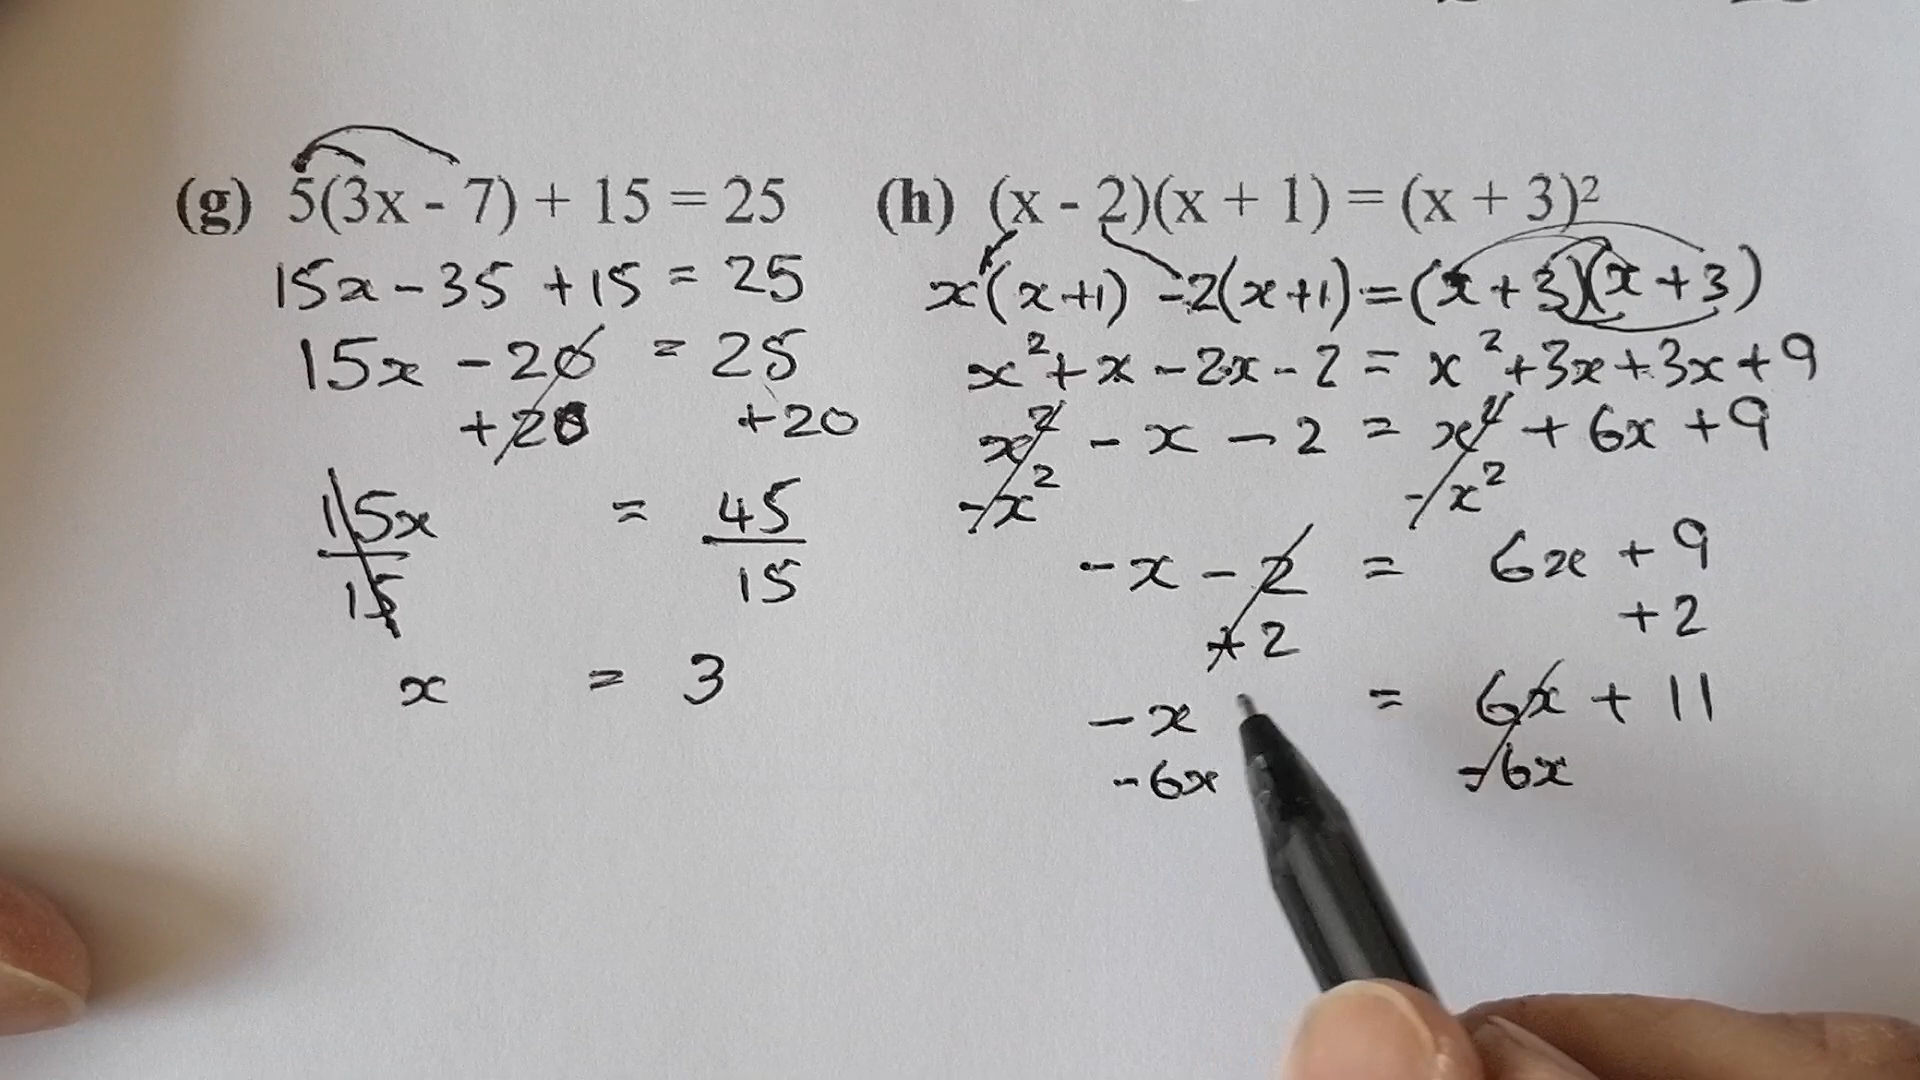 (g) 5(3x - 7) + 15 = 25
15x - 35 + 15 = 25
15x - 20 = 25
+20 +20
15x = 45
15 15
x = 3
(h) (x - 2)(x + 1) = (x + 3)²
x(x+1) -2(x+1) = (x+3)(x+3)
x² + x - 2x - 2 = x² + 3x + 3x + 9
x² - x - 2 = x² + 6x + 9
-x² -x²
-x - 2 = 6x + 9
+2 +2
-x = 6x + 11
-6x -6x